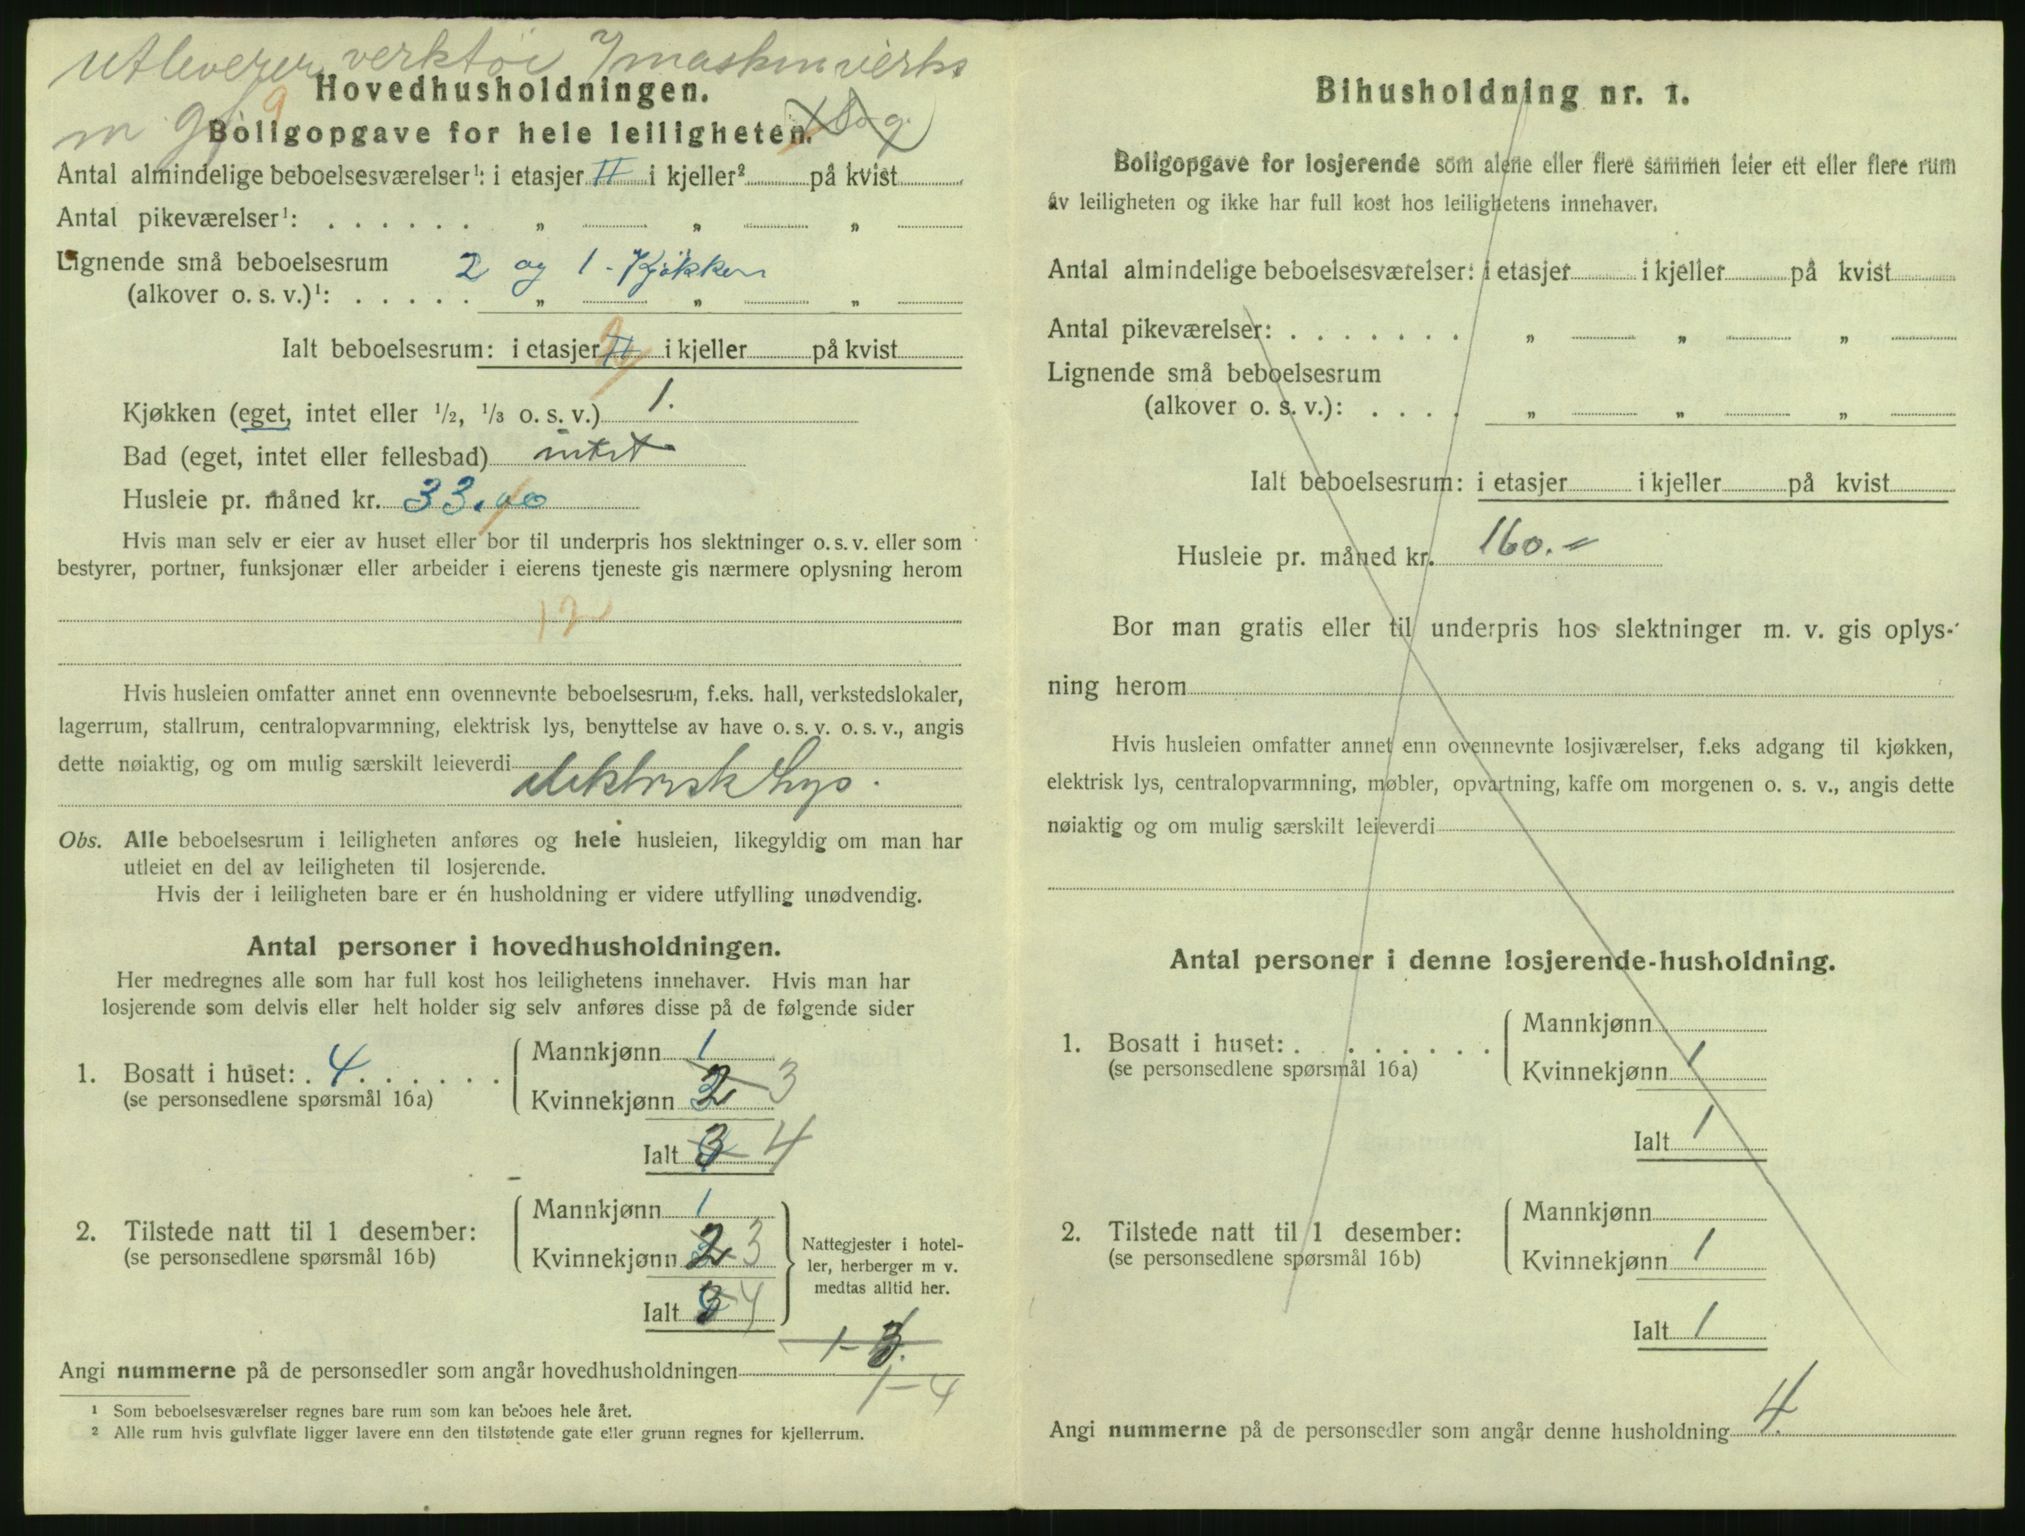 utleverer verktöi i maskinverks
Hovedhusholdningen.
m 9
Boligopgave for hele leiligheten.
Antal almindelige beboelsesværelser¹: i etasjer II i kjeller² på kvist
Antal pikeværelser¹: . . . . . . „ „ „
Lignende små beboelsesrum 2 og 1 - Kjøkken
(alkover o. s. v.)¹: . . . . . „ „ „
Ialt beboelsesrum: i etasjer II 2 i kjeller på kvist
Kjøkken (eget, intet eller 1/2, 1/3 o. s. v.) 1.
Bad (eget, intet eller fellesbad) intet
Husleie pr. måned kr. 33.00
Hvis man selv er eier av huset eller bor til underpris hos slektninger o. s. v. eller som
bestyrer, portner, funksjonær eller arbeider i eierens tjeneste gis nærmere oplysning herom
12
Hvis husleien omfatter annet enn ovennevnte beboelsesrum, f.eks. hall, verkstedslokaler,
lagerrum, stallrum, centralopvarmning, elektrisk lys, benyttelse av have o. s. v. o. s. v., angis
dette nøiaktig, og om mulig særskilt leieverdi elektrisk Lys.
Obs. Alle beboelsesrum i leiligheten anføres og hele husleien, likegyldig om man har
utleiet en del av leiligheten til losjerende.
Hvis der i leiligheten bare er én husholdning er videre utfylling unødvendig.
Antal personer i hovedhusholdningen.
Her medregnes alle som har full kost hos leilighetens innehaver. Hvis man har
losjerende som delvis eller helt holder sig selv anføres disse på de følgende sider
1. Bosatt i huset: . 4 . . . . . .
(se personsedlene spørsmål 16a)
Mannkjønn 1
Kvinnekjønn 2 3
Ialt 3 4
2. Tilstede natt til 1 desember:
(se personsedlene spørsmål 16b)
Mannkjønn 1
Kvinnekjønn 2 3
Ialt 3 4
Nattegjester i hotel-
ler, herberger m v.
medtas alltid her.
1-3.
Angi nummerne på de personsedler som angår hovedhusholdningen
1-4
¹ Som beboelsesværelser regnes bare rum som kan beboes hele året.
² Alle rum hvis gulvflate ligger lavere enn den tilstøtende gate eller grunn regnes for kjellerrum.
Bihusholdning nr. 1.
Boligopgave for losjerende som alene eller flere sammen leier ett eller flere rum
av leiligheten og ikke har full kost hos leilighetens innehaver.
Antal almindelige beboelsesværelser: i etasjer i kjeller på kvist
Antal pikeværelser: . . . . . . . „ „ „
Lignende små beboelsesrum
(alkover o. s. v.): . . . . „ „ „
Ialt beboelsesrum: i etasjer i kjeller på kvist
Husleie pr. måned kr. 160.-
Bor man gratis eller til underpris hos slektninger m. v. gis oplys-
ning herom
Hvis husleien omfatter annet enn ovennevnte losjiværelser, f.eks adgang til kjøkken,
elektrisk lys, centralopvarmning, møbler, opvartning, kaffe om morgenen o. s. v., angis dette
nøiaktig og om mulig særskilt leieverdi
Antal personer i denne losjerende-husholdning.
1. Bosatt i huset: . . . . . . .
(se personsedlene spørsmål 16a)
Mannkjønn
Kvinnekjønn 1
Ialt 1
2. Tilstede natt til 1 desember:
(se personsedlene spørsmål 16b)
Mannkjønn
Kvinnekjønn 1
Ialt 1
Angi nummerne på de personsedler som angår denne husholdning 4.